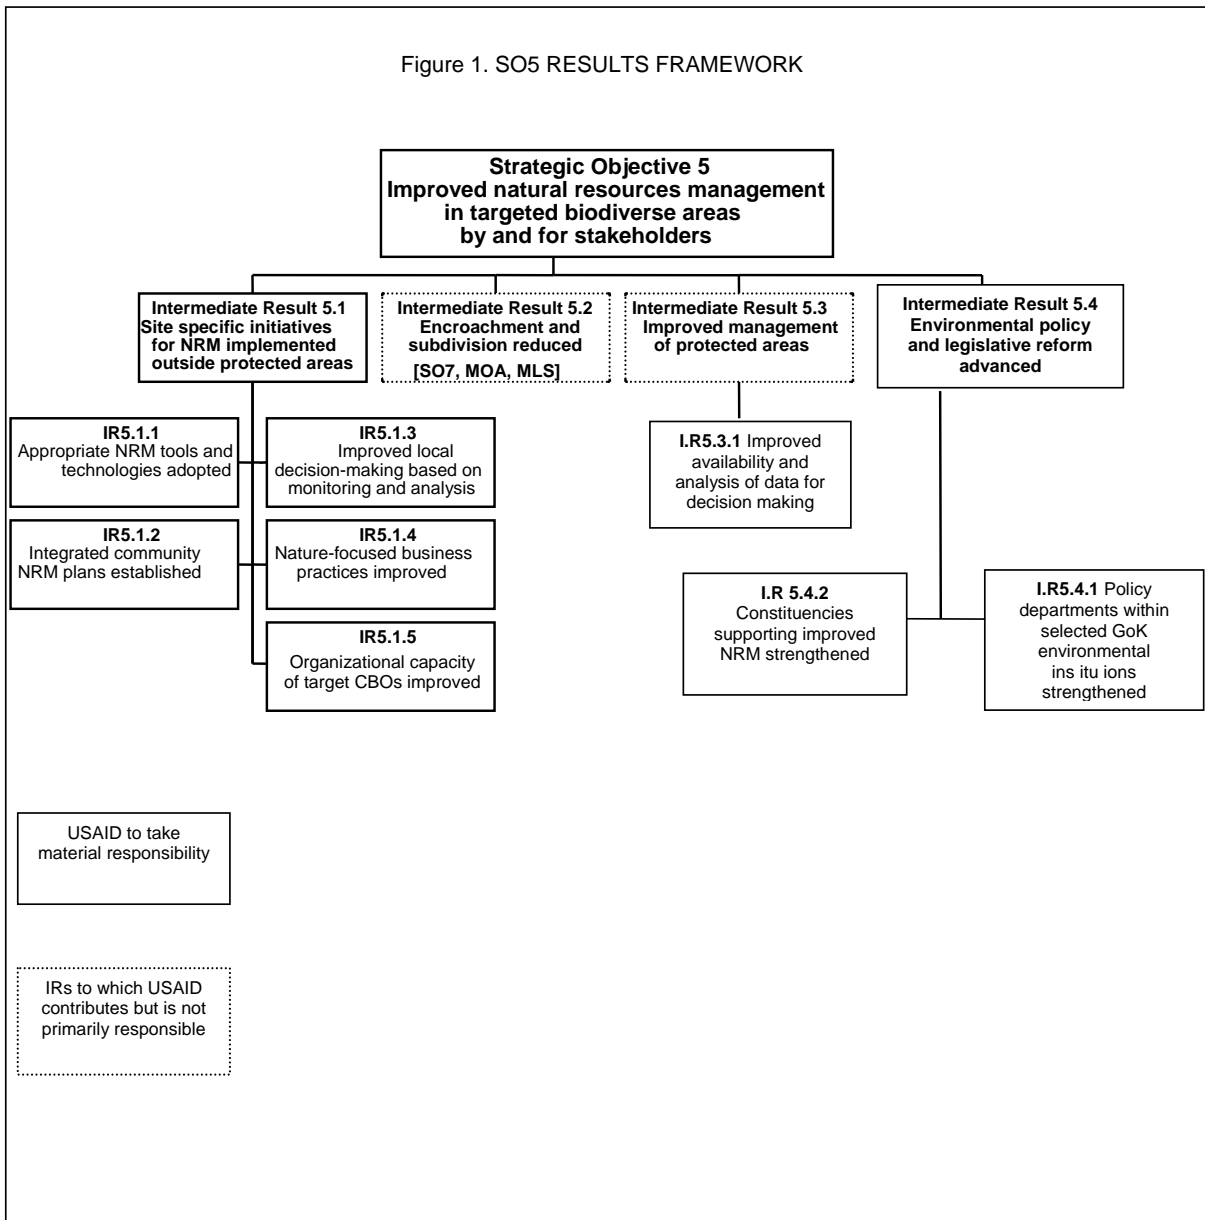 Figure 1. SO5 RESULTS FRAMEWORK
Strategic Objective 5
Improved natural resources management
in targeted biodiverse areas
by and for stakeholders
Intermediate Result 5.1
Site specific initiatives
for NRM implemented
outside protected areas
Intermediate Result 5.2
Encroachment and
subdivision reduced
[SO7, MOA, MLS]
Intermediate Result 5.3
Improved management
of protected areas
Intermediate Result 5.4
Environmental policy
and legislative reform
advanced
IR5.1.1
Appropriate NRM tools and
technologies adopted
IR5.1.3
Improved local
decision-making based on
monitoring and analysis
I.R5.3.1 Improved
availability and
analysis of data for
decision making
IR5.1.2
Integrated community
NRM plans established
IR5.1.4
Nature-focused business
practices improved
I.R 5.4.2
Constituencies
supporting improved
NRM strengthened
I.R5.4.1 Policy
departments within
selected GoK
environmental
ins itu ions
strengthened
IR5.1.5
Organizational capacity
of target CBOs improved
USAID to take
material responsibility
IRs to which USAID
contributes but is not
primarily responsible